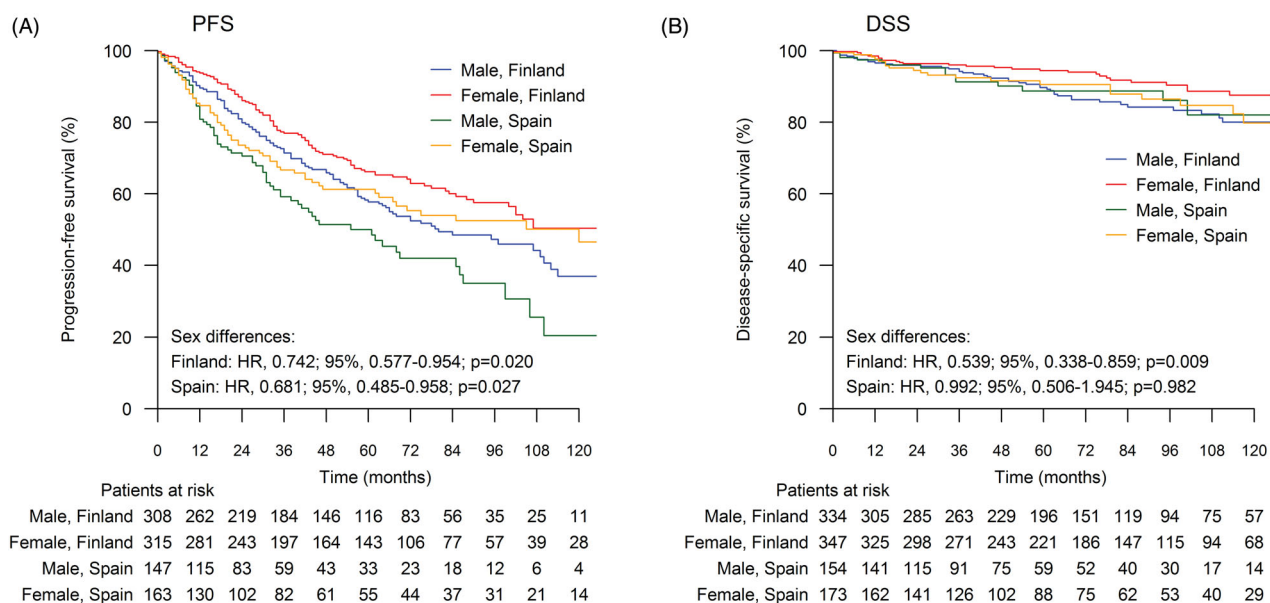 (A)
PFS
100
80
60
40
20
0
Progression-free survival (%)
Male, Finland
Female, Finland
Male, Spain
Female, Spain
Sex differences:
Finland: HR, 0.742; 95%, 0.577-0.954; p=0.020
Spain: HR, 0.681; 95%, 0.485-0.958; p=0.027
0 12 24 36 48 60 72 84 96 108 120
Time (months)
Patients at risk
Male, Finland 308 262 219 184 146 116 83 56 35 25 11
Female, Finland 315 281 243 197 164 143 106 77 57 39 28
Male, Spain 147 115 83 59 43 33 23 18 12 6 4
Female, Spain 163 130 102 82 61 55 44 37 31 21 14
(B)
DSS
100
80
60
40
20
0
Disease-specific survival (%)
Male, Finland
Female, Finland
Male, Spain
Female, Spain
Sex differences:
Finland: HR, 0.539; 95%, 0.338-0.859; p=0.009
Spain: HR, 0.992; 95%, 0.506-1.945; p=0.982
0 12 24 36 48 60 72 84 96 108 120
Time (months)
Patients at risk
Male, Finland 334 305 285 263 229 196 151 119 94 75 57
Female, Finland 347 325 298 271 243 221 186 147 115 94 68
Male, Spain 154 141 115 91 75 59 52 40 30 17 14
Female, Spain 173 162 141 126 102 88 75 62 53 40 29